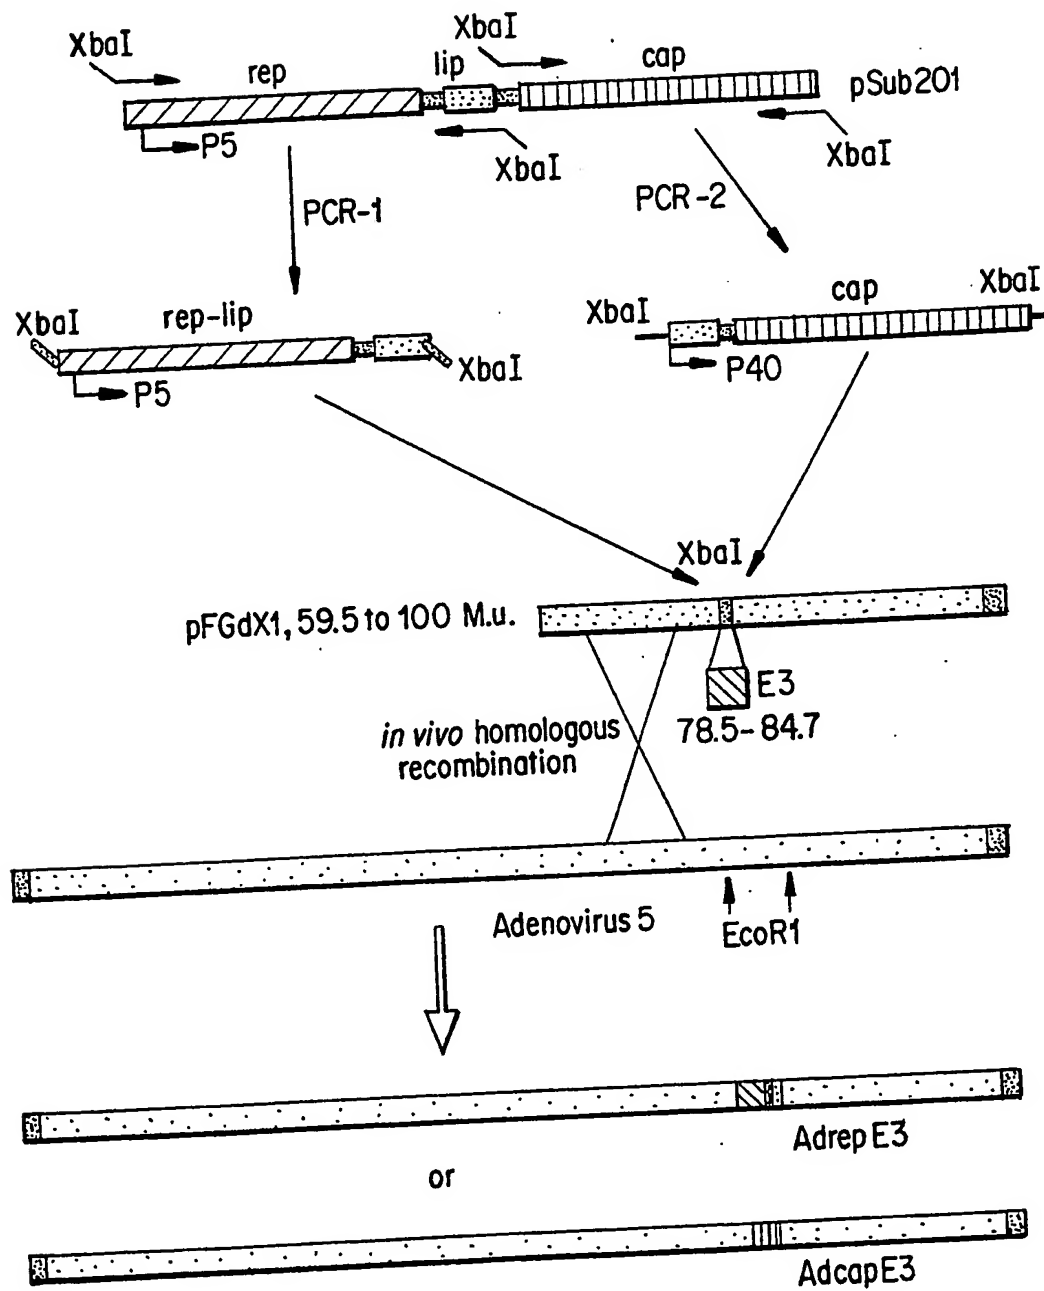 XbaI
rep
lip
XbaI
cap
pSub201
P5
XbaI
XbaI
PCR-1
PCR-2
XbaI
rep-lip
XbaI
P5
XbaI
cap
XbaI
P40
XbaI
pFGdX1, 59.5 to 100 M.u.
E3
78.5-84.7
in vivo homologous
recombination
Adenovirus 5
EcoR1
Adrep E3
or
AdcapE3